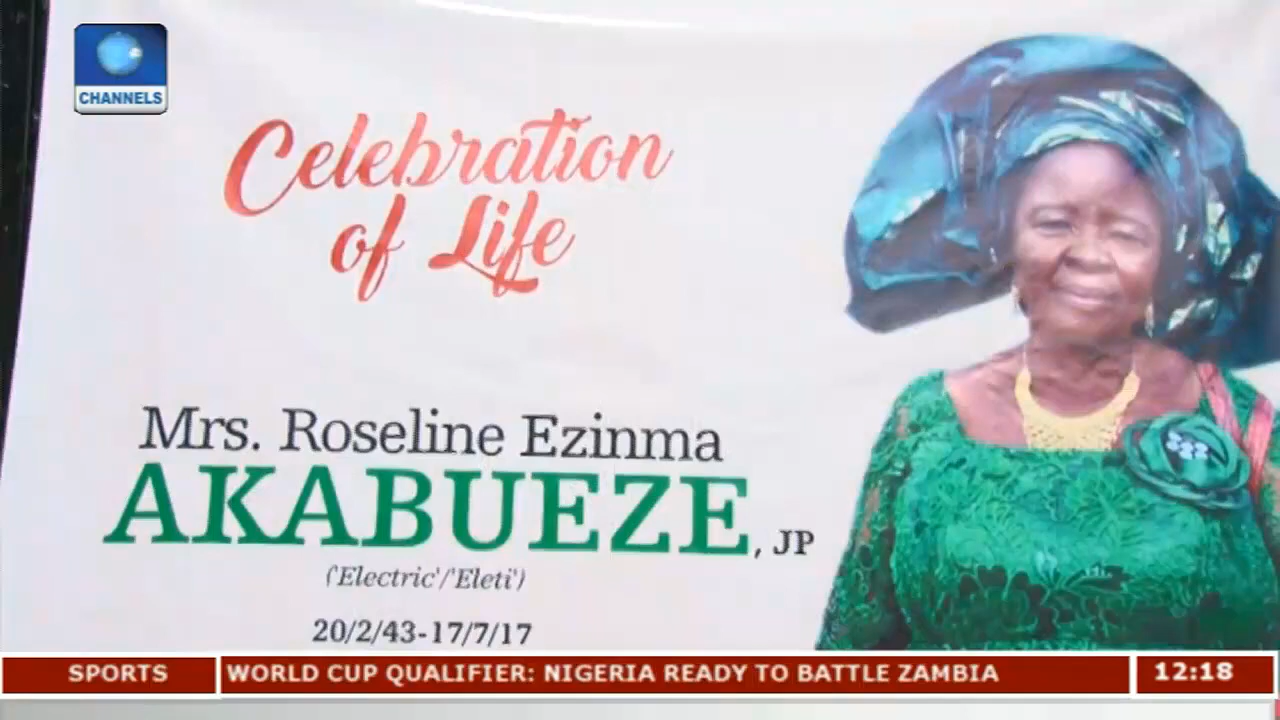 CHANNELS
Celebration
of Life
Mrs. Roseline Ezinma
AKABUEZE, JP
('Electric'/'Eleti')
20/2/43-17/7/17
SPORTS
WORLD CUP QUALIFIER: NIGERIA READY TO BATTLE ZAMBIA
12:18